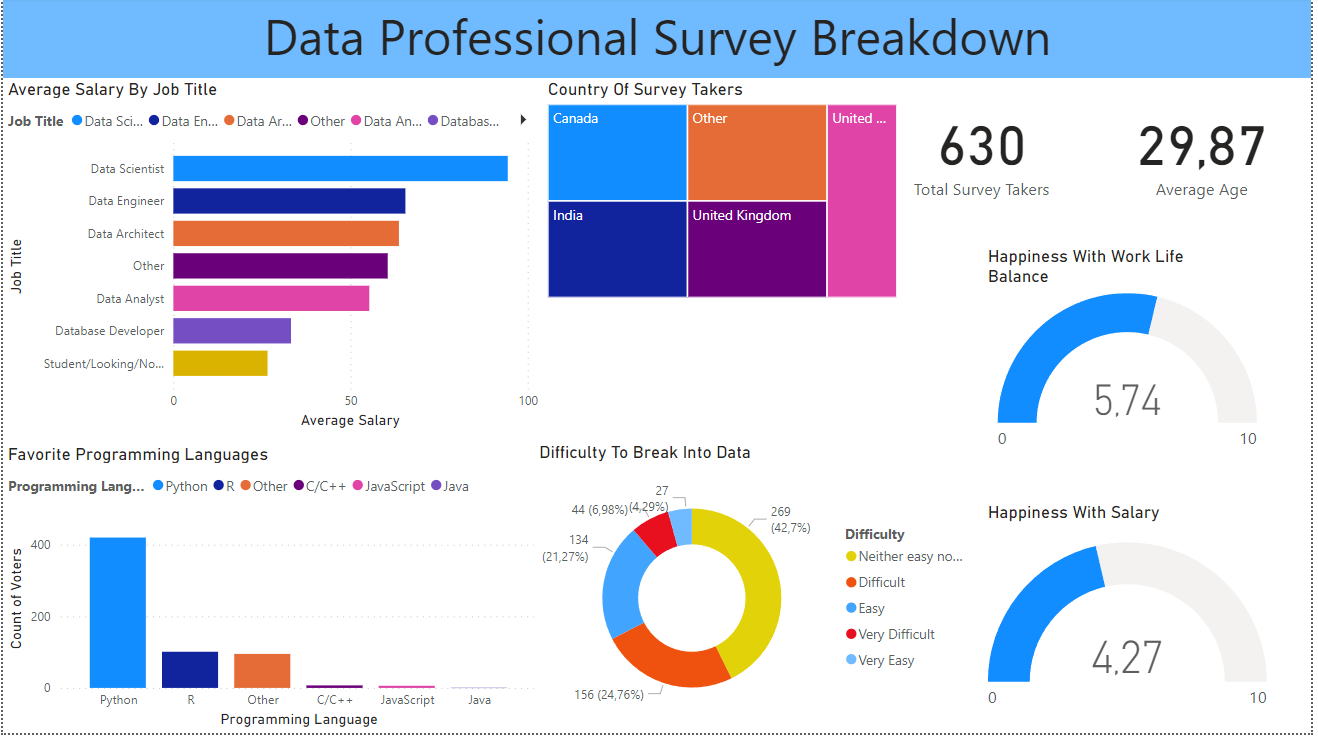 Data Professional Survey Breakdown
Average Salary By Job Title
Job Title Data Sci... Data En... Data Ar... Other Data An... Databas...
Job Title
Data Scientist
Data Engineer
Data Architect
Other
Data Analyst
Database Developer
Student/Looking/No...
0 50 100
Average Salary
Country Of Survey Takers
Canada
Other
United ...
India
United Kingdom
630
Total Survey Takers
29,87
Average Age
Happiness With Work Life
Balance
5,74
0 10
Favorite Programming Languages
Programming Lang... Python R Other C/C++ JavaScript Java
Count of Voters
400
200
0
Python R Other C/C++ JavaScript Java
Programming Language
Difficulty To Break Into Data
27
(4,29%)
44 (6,98%)
269
(42,7%)
134
(21,27%)
156 (24,76%)
Difficulty
Neither easy no...
Difficult
Easy
Very Difficult
Very Easy
Happiness With Salary
4,27
0 10